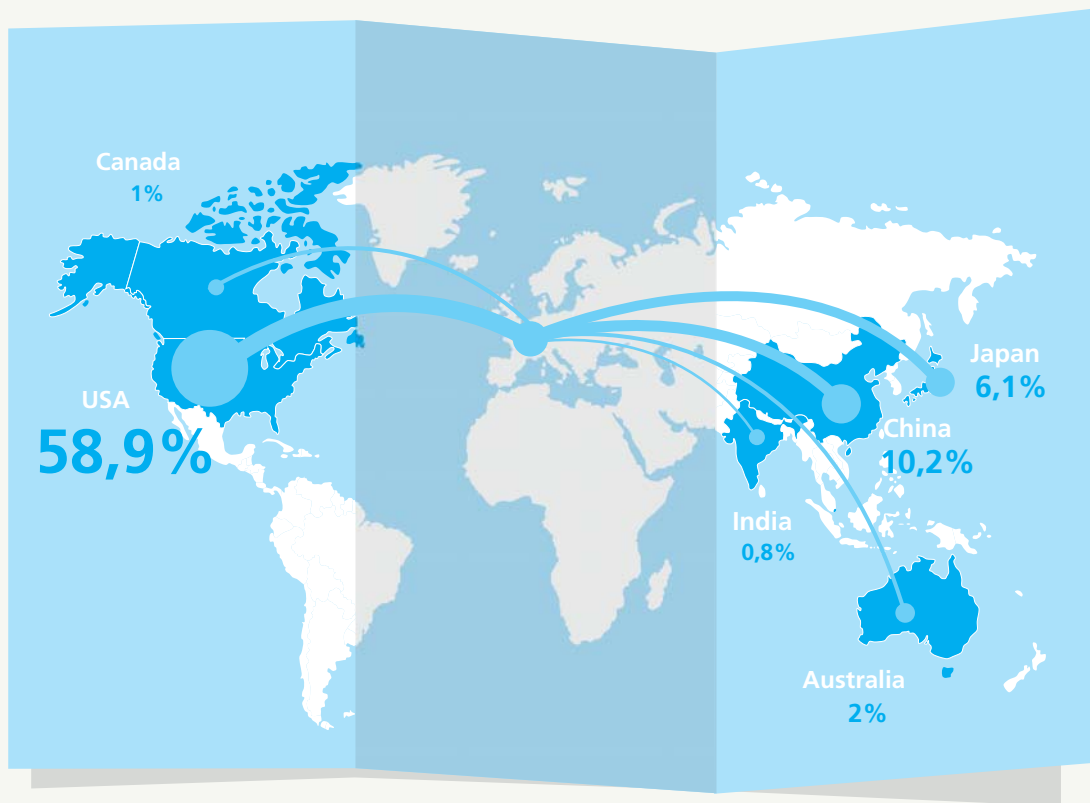 Canada
1%
USA
58,9%
Japan
6,1%
China
10,2%
India
0,8%
Australia
2%